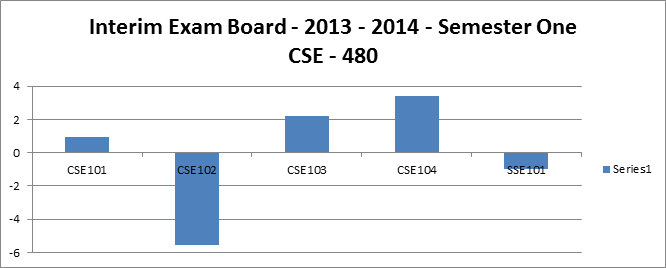 Interim Exam Board - 2013 - 2014 - Semester One
CSE - 480
4
2
0
-2
-4
-6
CSE101 CSE102 CSE103 CSE104 SSE101
Series1